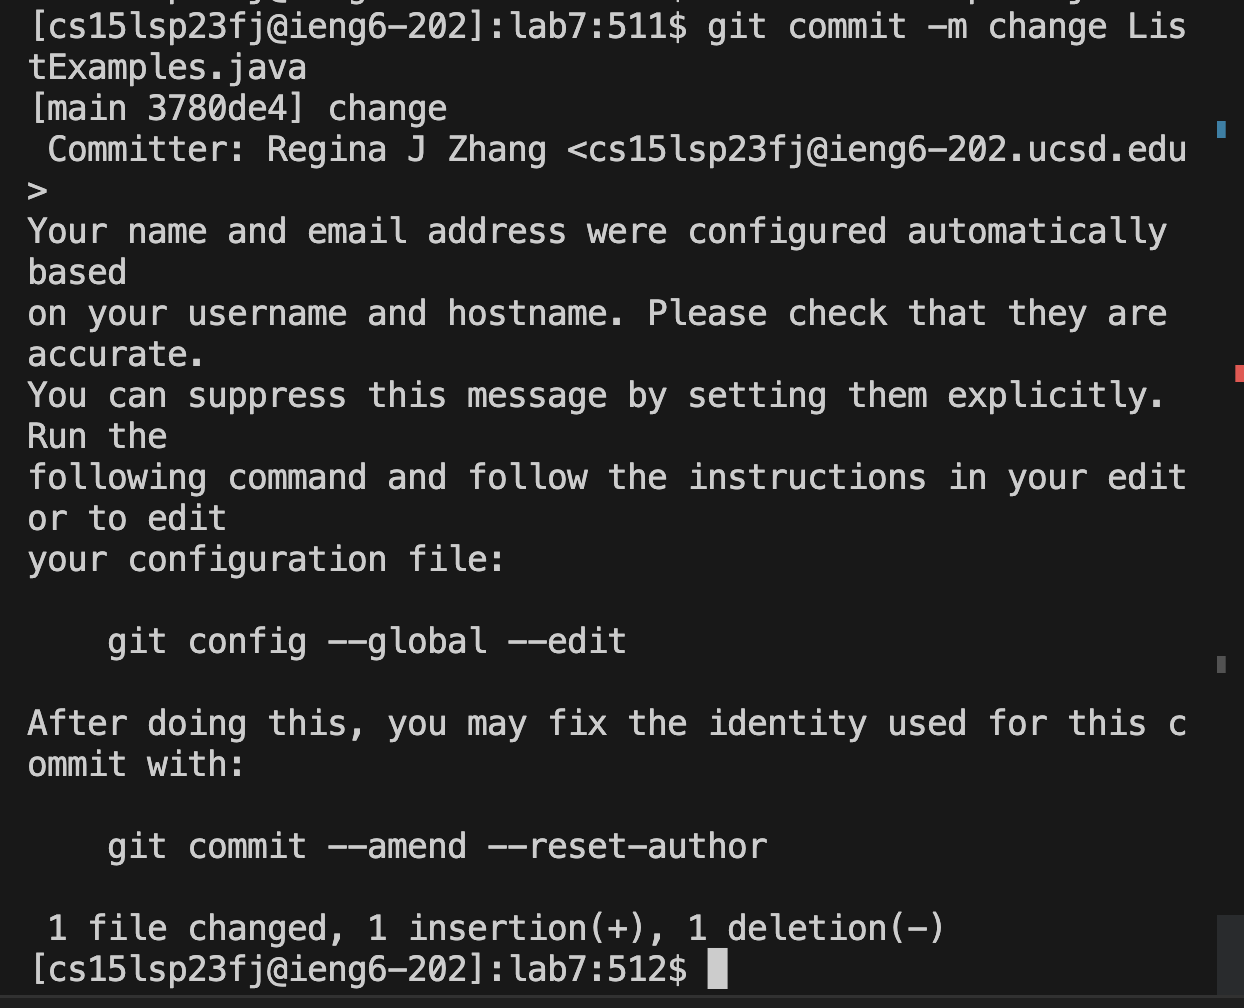 [cs15lsp23fj@ieng6-202]:lab7:511$ git commit -m change Lis
tExamples.java
[main 3780de4] change
 Committer: Regina J Zhang <cs15lsp23fj@ieng6-202.ucsd.edu
>
Your name and email address were configured automatically
based
on your username and hostname. Please check that they are
accurate.
You can suppress this message by setting them explicitly.
Run the
following command and follow the instructions in your edit
or to edit
your configuration file:

    git config --global --edit

After doing this, you may fix the identity used for this c
ommit with:

    git commit --amend --reset-author

 1 file changed, 1 insertion(+), 1 deletion(-)
[cs15lsp23fj@ieng6-202]:lab7:512$